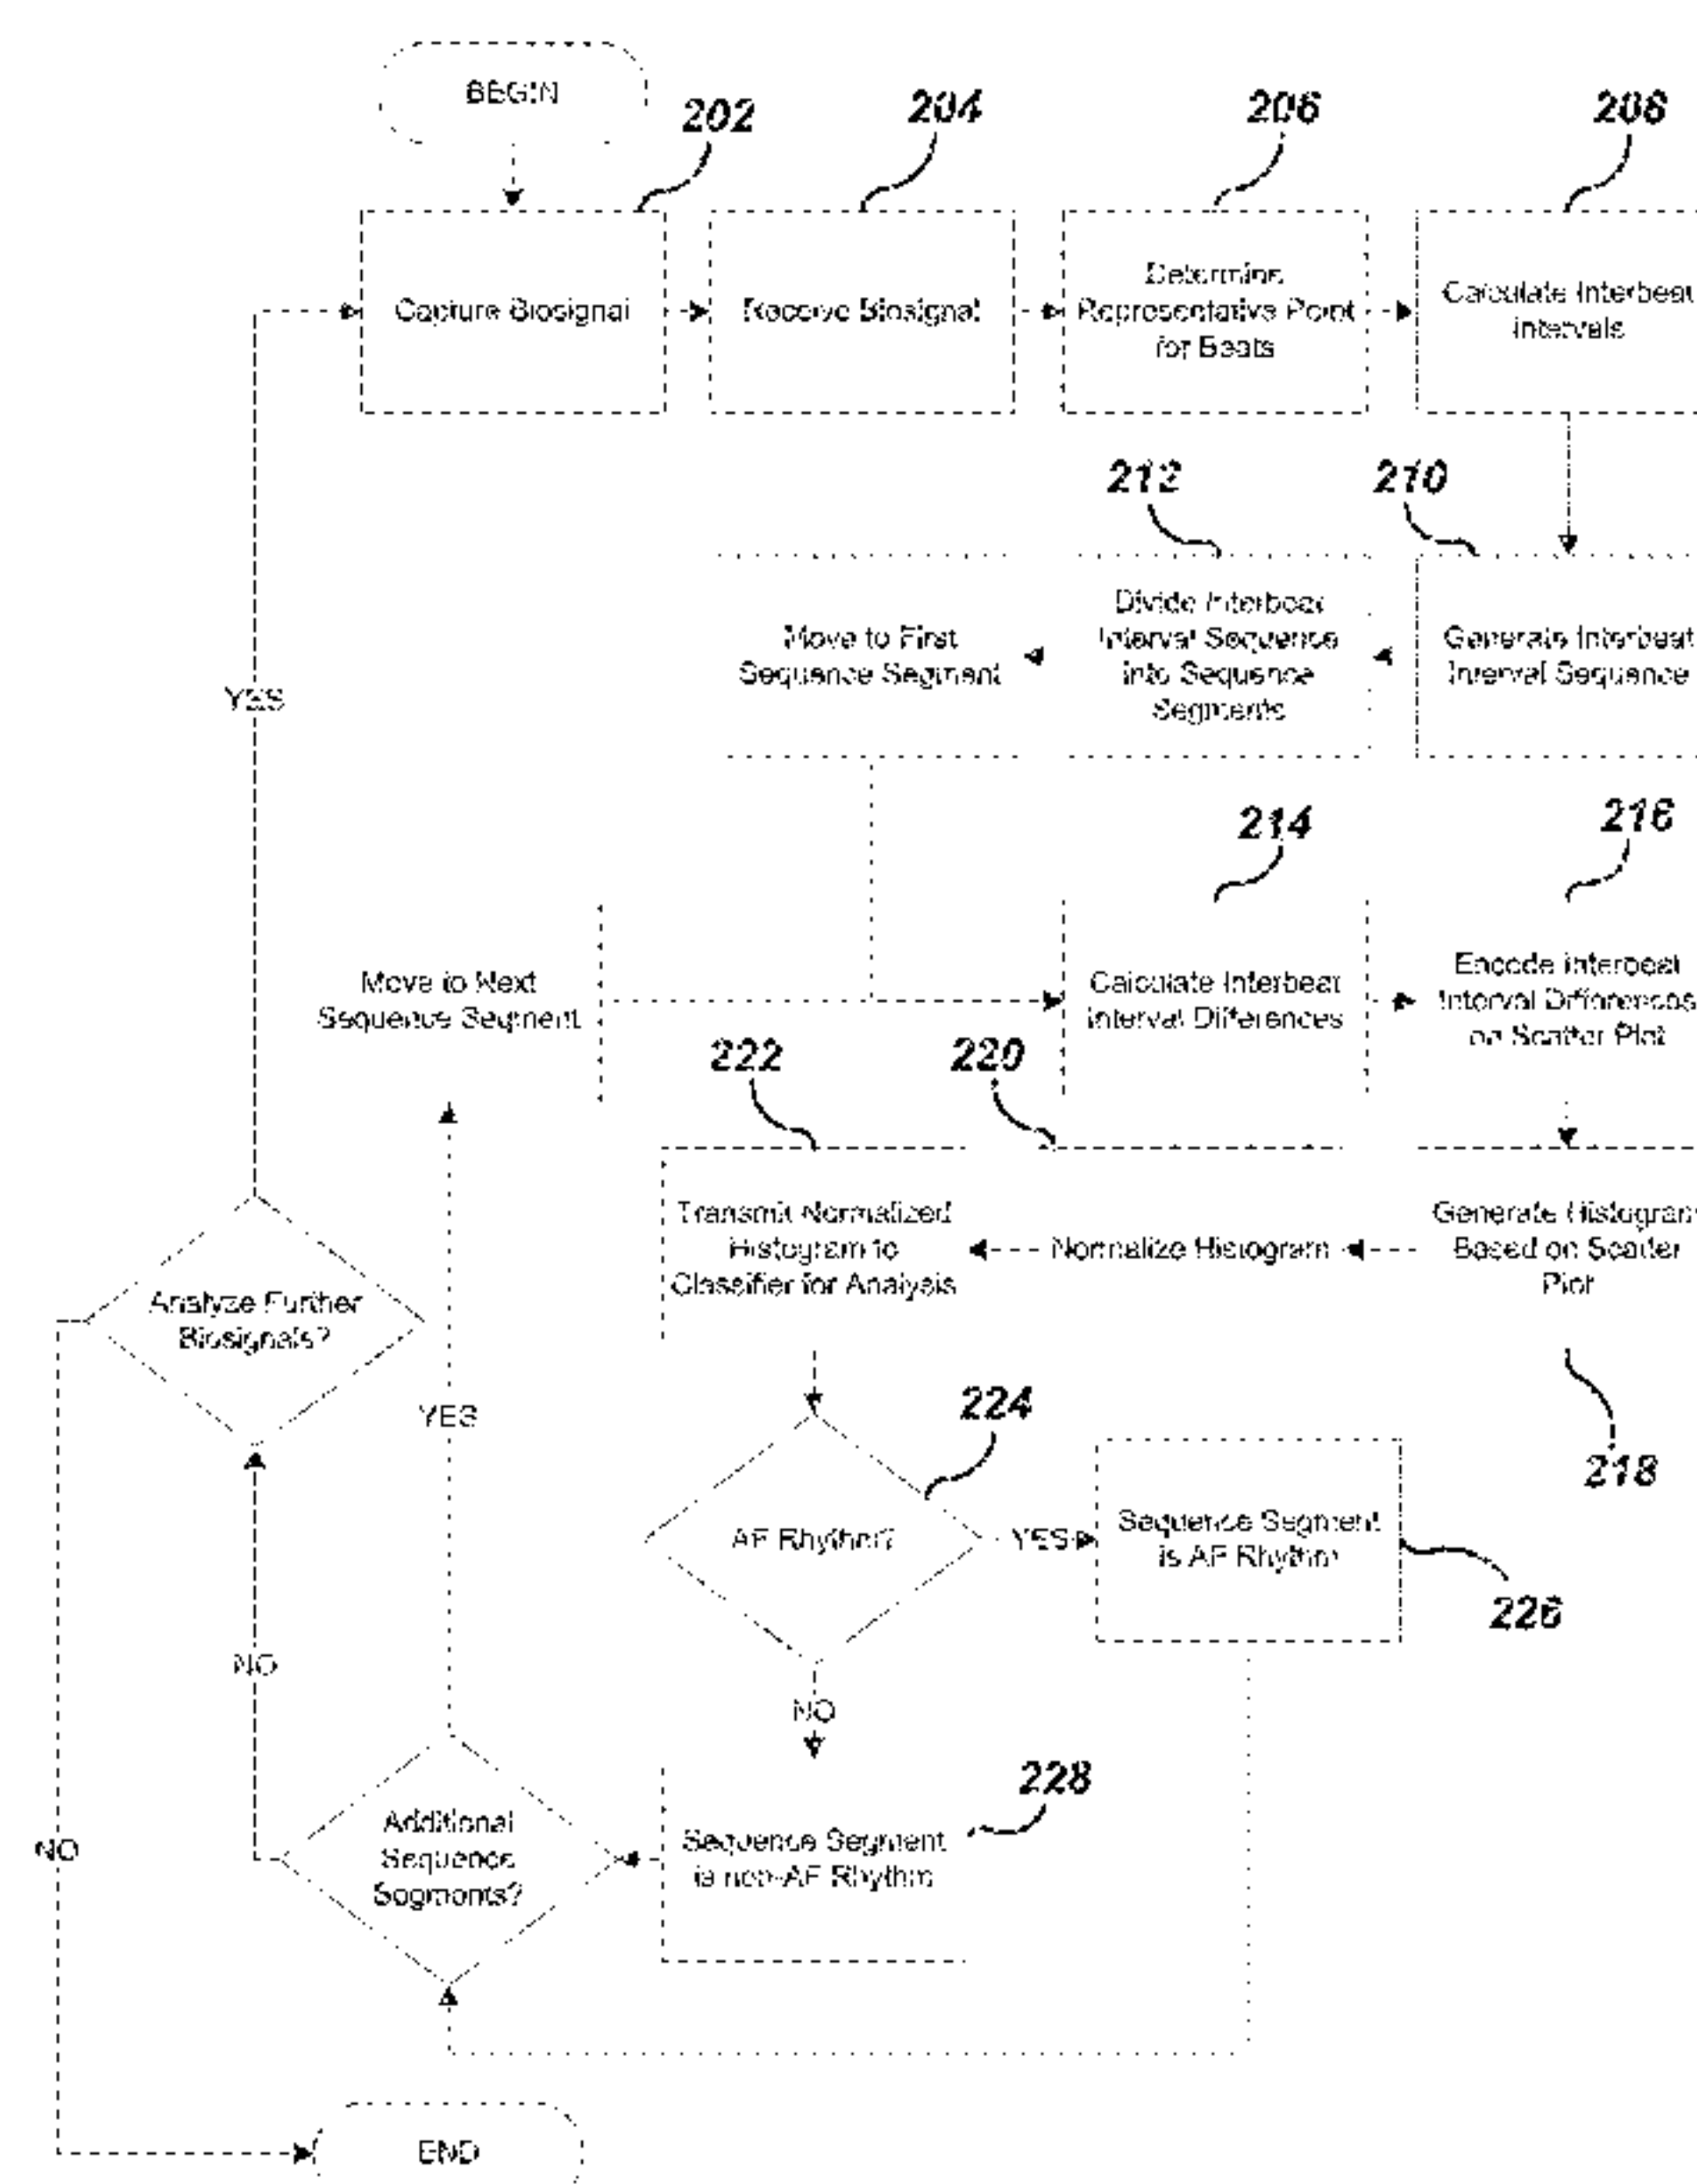 BEGIN
202
204
206
208
Capture Biosignal
Receive Biosignal
Determine
Representative Point
for Beats
Calculate Interbeat
Intervals
212
210
Move to First
Sequence Segment
Divide Interbeat
Interval Sequence
into Sequence
Segments
Generate Interbeat
Interval Sequence
YES
214
216
Move to Next
Sequence Segment
Calculate Interbeat
Interval Differences
Encode Interbeat
Interval Differences
on Scatter Plot
222
220
Transmit Normalized
Histogram to
Classifier for Analysis
Normalize Histogram
Generate Histogram
Based on Scatter
Plot
Analyze Further
Biosignals?
YES
224
218
AF Rhythm?
YES
Sequence Segment
is AF Rhythm
226
NO
NO
228
Additional
Sequence
Segments?
Sequence Segment
is non-AF Rhythm
NO
END